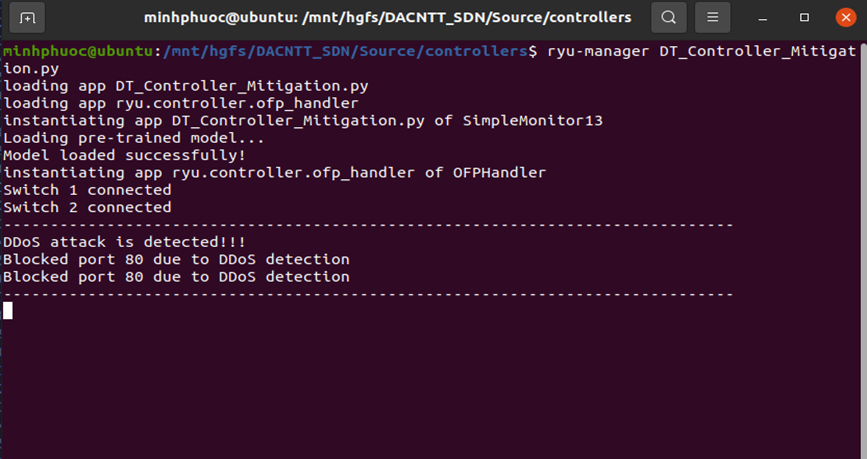 minhphuoc@ubuntu: /mnt/hgfs/DACNTT_SDN/Source/controllers
minhphuoc@ubuntu:/mnt/hgfs/DACNTT_SDN/Source/controllers$ ryu-manager DT_Controller_Mitigat
ion.py
loading app DT_Controller_Mitigation.py
loading app ryu.controller.ofp_handler
instantiating app DT_Controller_Mitigation.py of SimpleMonitor13
Loading pre-trained model...
Model loaded successfully!
instantiating app ryu.controller.ofp_handler of OFPHandler
Switch 1 connected
Switch 2 connected
--------------------------------------------------------------------------------
DDoS attack is detected!!!
Blocked port 80 due to DDoS detection
Blocked port 80 due to DDoS detection
--------------------------------------------------------------------------------